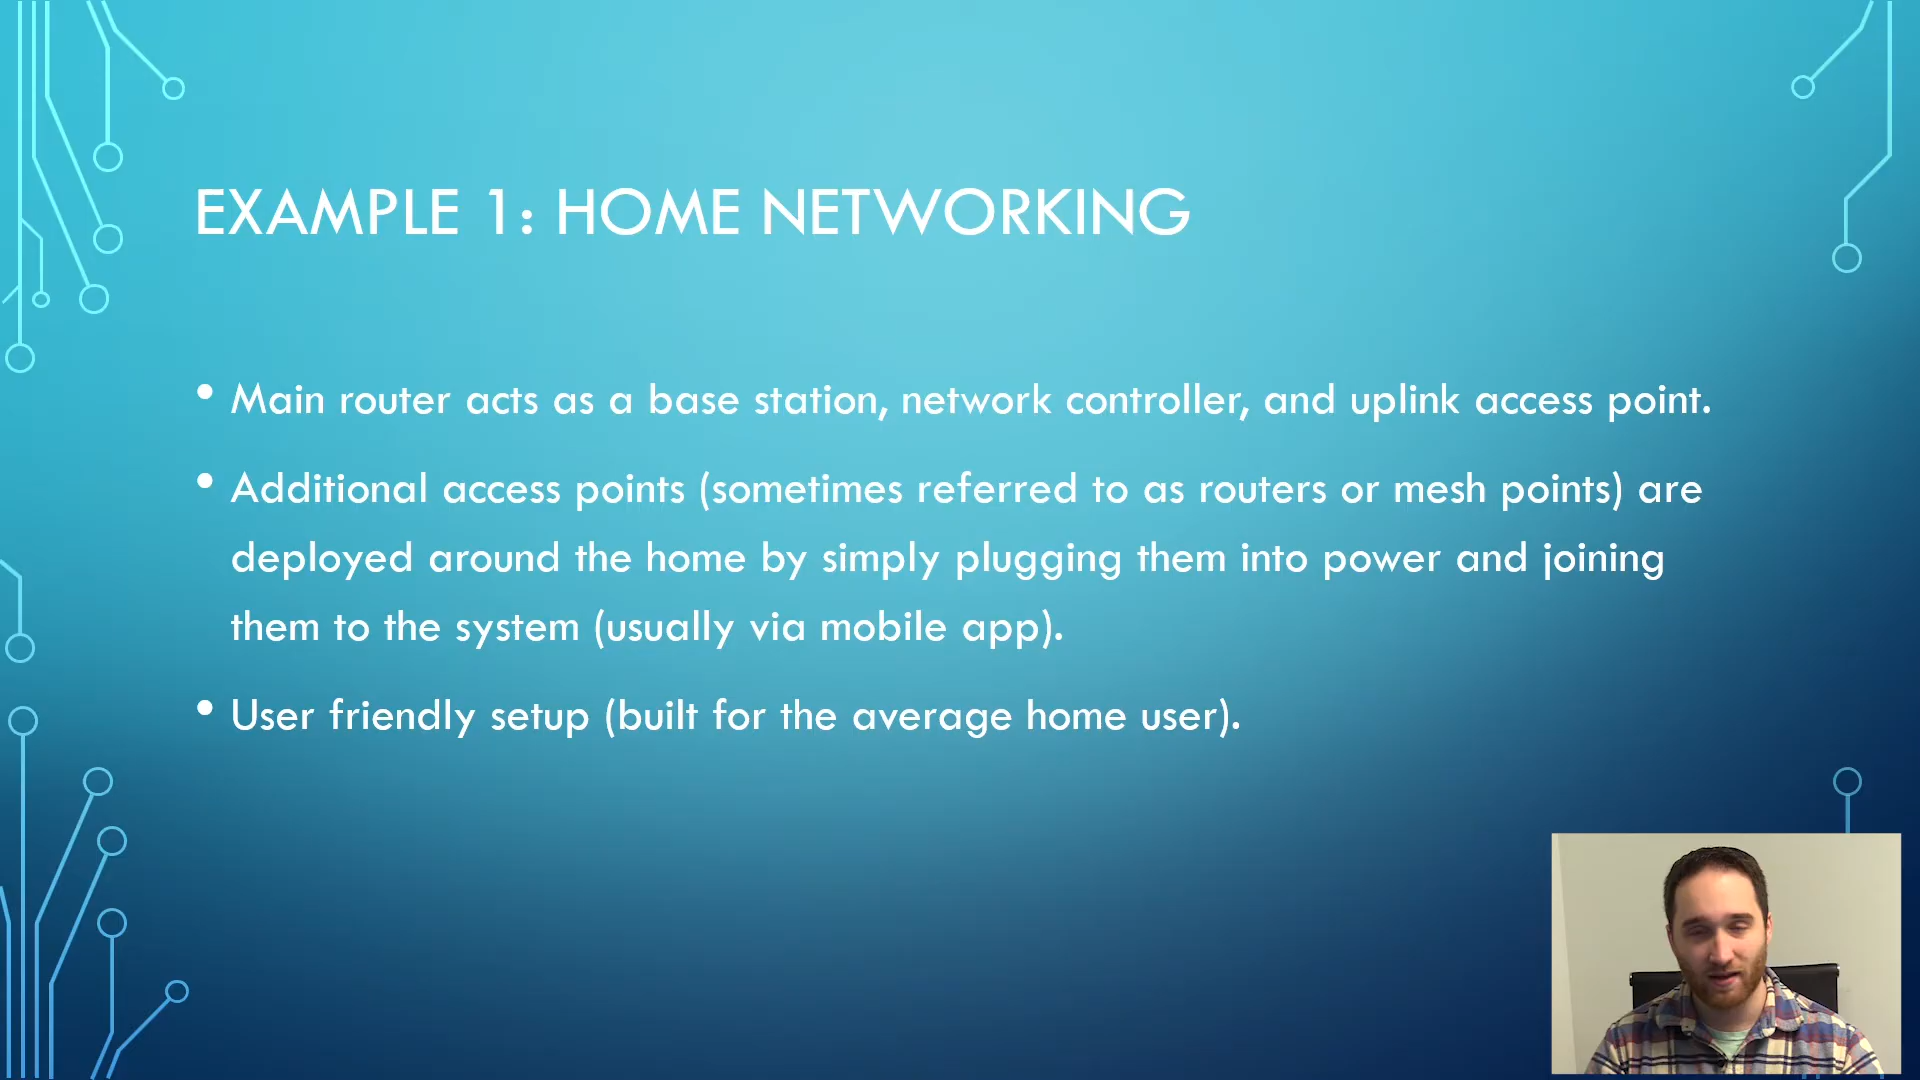 EXAMPLE 1: HOME NETWORKING
• Main router acts as a base station, network controller, and uplink access point.
• Additional access points (sometimes referred to as routers or mesh points) are
deployed around the home by simply plugging them into power and joining
them to the system (usually via mobile app).
• User friendly setup (built for the average home user).